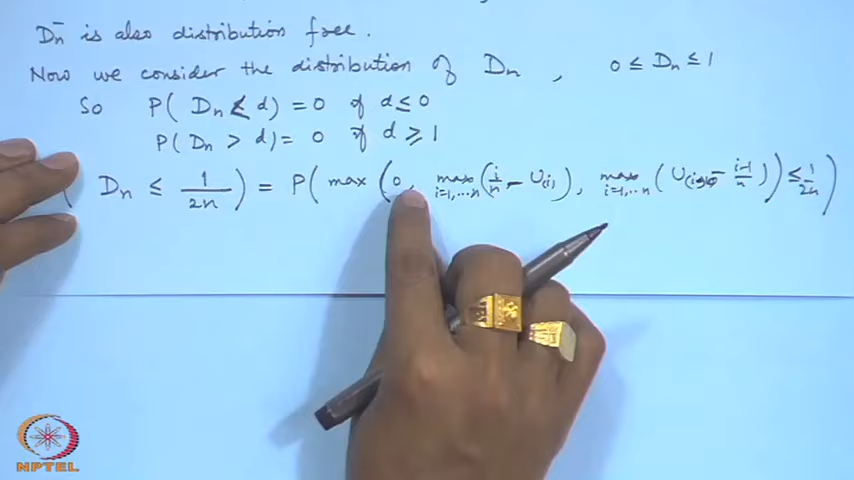 Dn⁻ is also distribution free.
Now we consider the distribution of Dn , 0 ≤ Dn ≤ 1
So P( Dn < d) = 0 if d ≤ 0
P( Dn > d) = 0 if d ≥ 1
( Dn ≤ 1/2n ) = P( max ( 0, max i=1,...n ( i/n - U(i) ), max i=1,...n ( U(i) - i-1/n ) ) ≤ 1/2n )
NPTEL